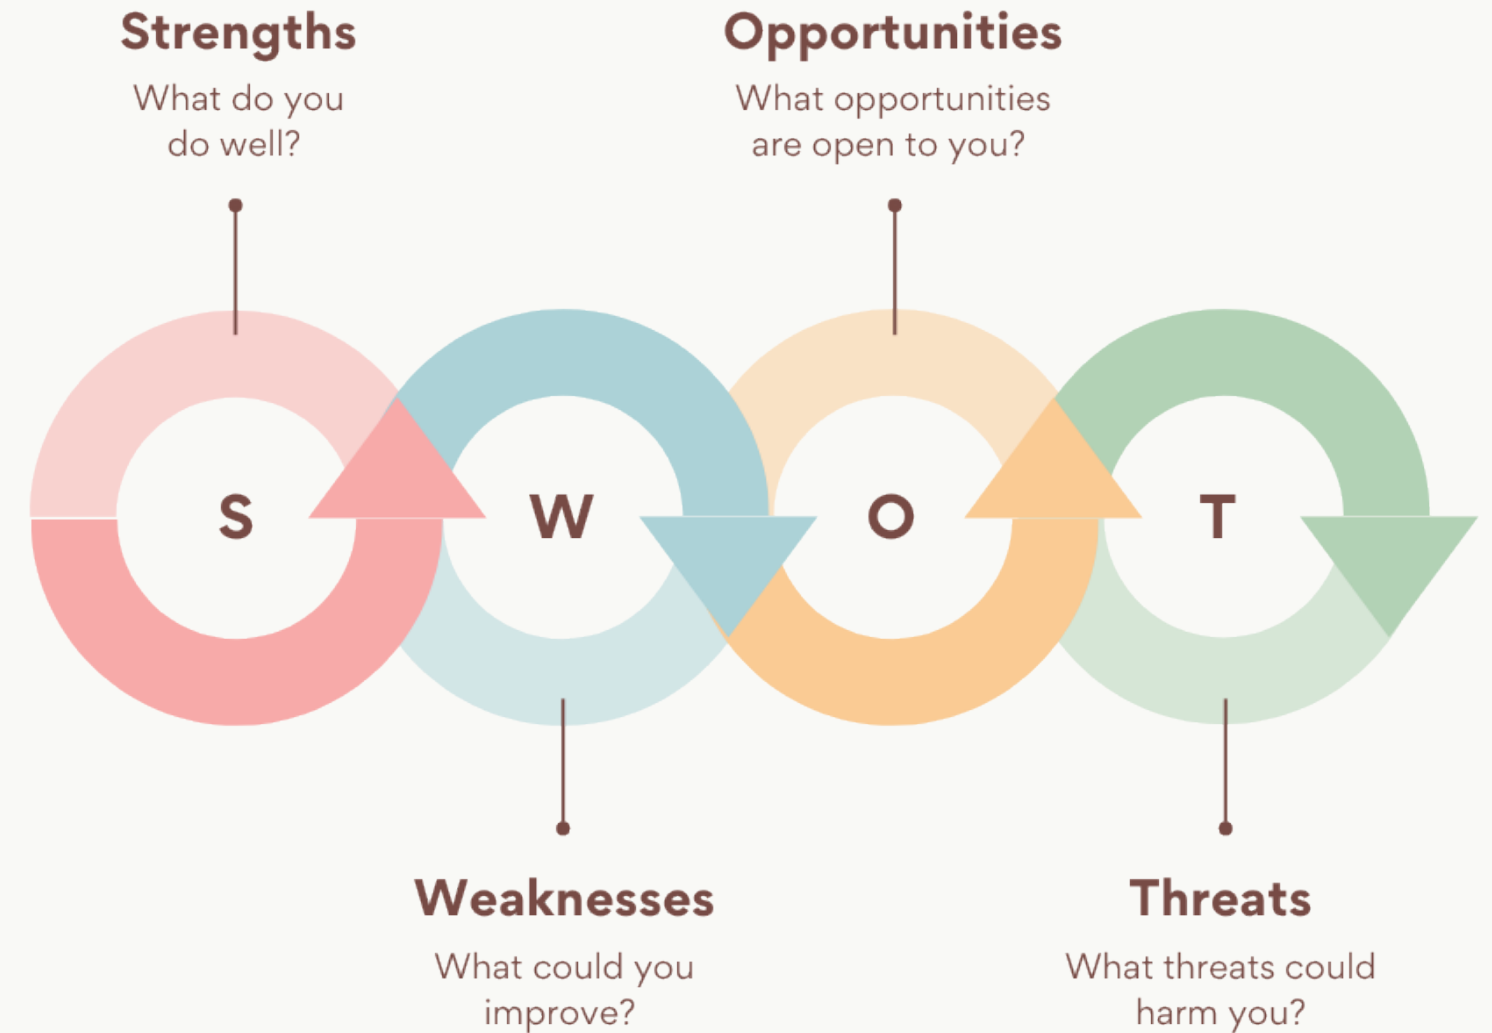 Strengths
What do you
do well?
Opportunities
What opportunities
are open to you?
S
W
O
T
Weaknesses
What could you
improve?
Threats
What threats could
harm you?